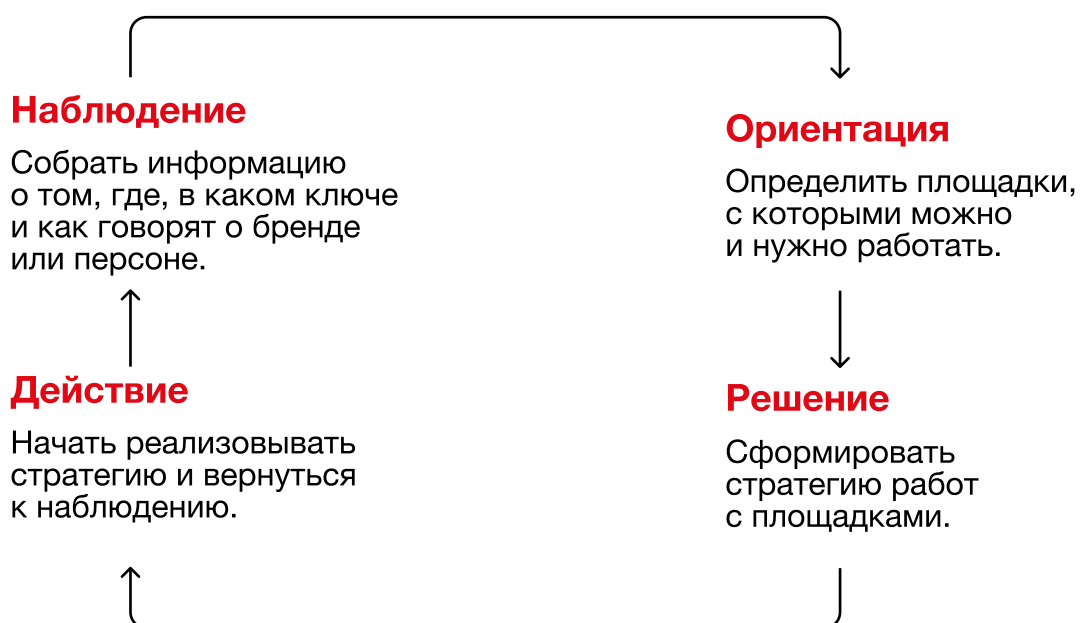 Наблюдение
Собрать информацию
о том, где, в каком ключе
и как говорят о бренде
или персоне.
Ориентация
Определить площадки,
с которыми можно
и нужно работать.
Решение
Сформировать
стратегию работ
с площадками.
Действие
Начать реализовывать
стратегию и вернуться
к наблюдению.